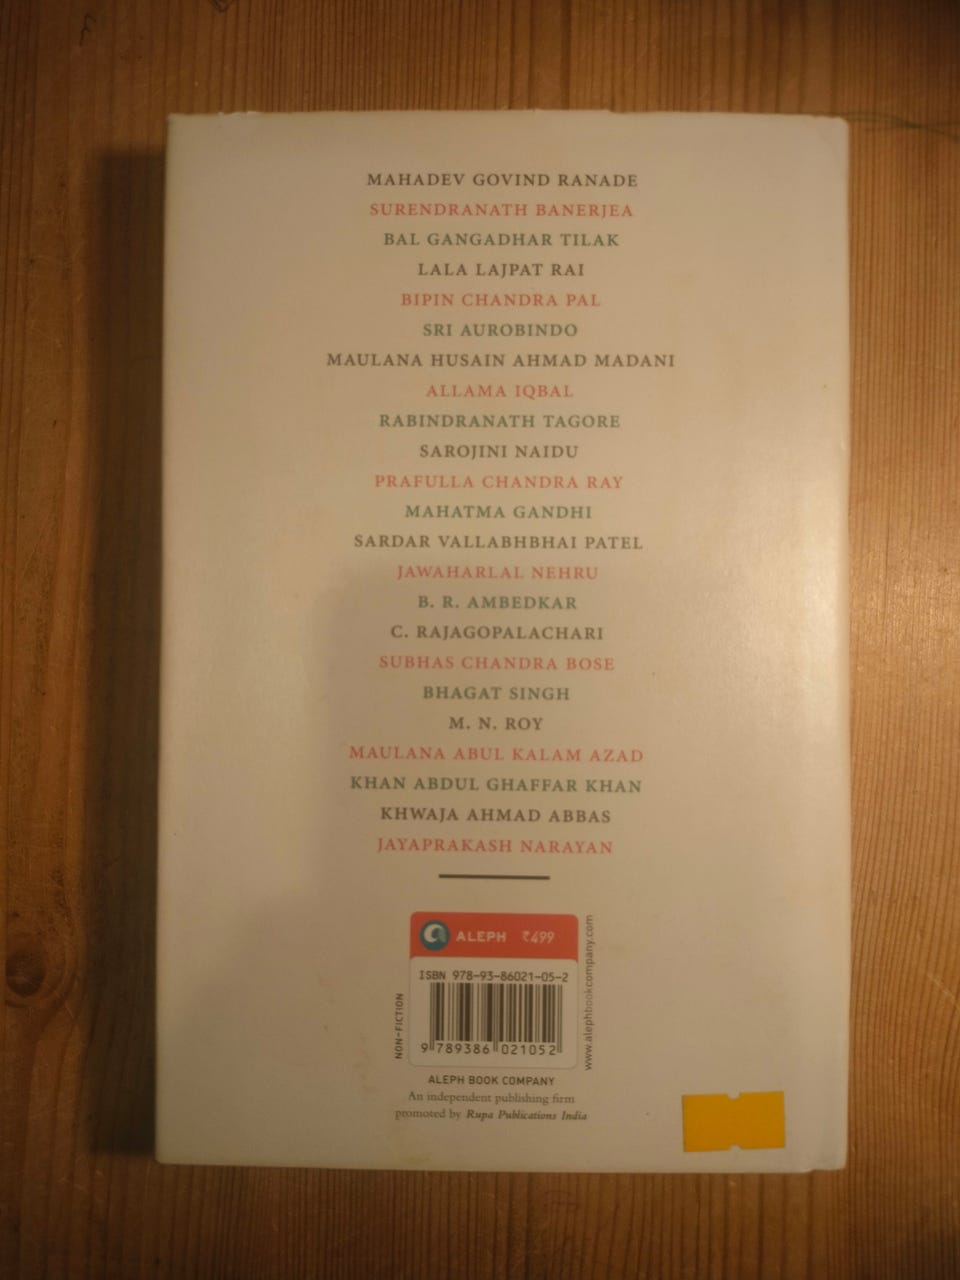 MAHADEV GOVIND RANADE
SURENDRANATH BANERJEA
BAL GANGADHAR TILAK
LALA LAJPAT RAI
BIPIN CHANDRA PAL
SRI AUROBINDO
MAULANA HUSAIN AHMAD MADANI
ALLAMA IQBAL
RABINDRANATH TAGORE
SAROJINI NAIDU
PRAFULLA CHANDRA RAY
MAHATMA GANDHI
SARDAR VALLABHBHAI PATEL
JAWAHARLAL NEHRU
B. R. AMBEDKAR
C. RAJAGOPALACHARI
SUBHAS CHANDRA BOSE
BHAGAT SINGH
M. N. ROY
MAULANA ABUL KALAM AZAD
KHAN ABDUL GHAFFAR KHAN
KHWAJA AHMAD ABBAS
JAYAPRAKASH NARAYAN
ALEPH ₹499
ISBN 978-93-86021-05-2
9 789386 021052
NON-FICTION
www.alephbookcompany.com
ALEPH BOOK COMPANY
An independent publishing firm
promoted by Rupa Publications India